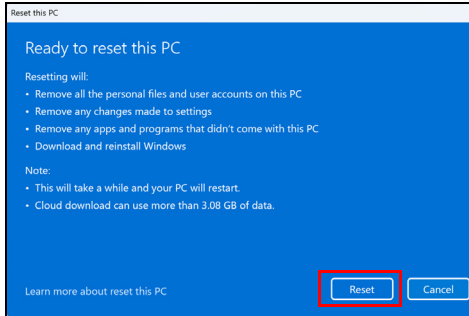 Reset this PC
Ready to reset this PC
Resetting will:
• Remove all the personal files and user accounts on this PC
• Remove any changes made to settings
• Remove any apps and programs that didn't come with this PC
• Download and reinstall Windows
Note:
• This will take a while and your PC will restart.
• Cloud download can use more than 3.08 GB of data.
Learn more about reset this PC
Reset
Cancel